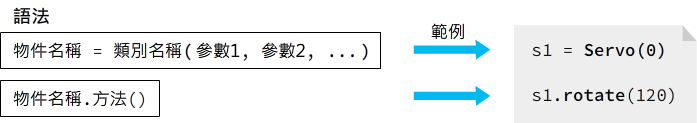 語法
物件名稱 = 類別名稱(參數1, 參數2, ...)
物件名稱.方法()
範例
s1 = Servo(0)
s1.rotate(120)